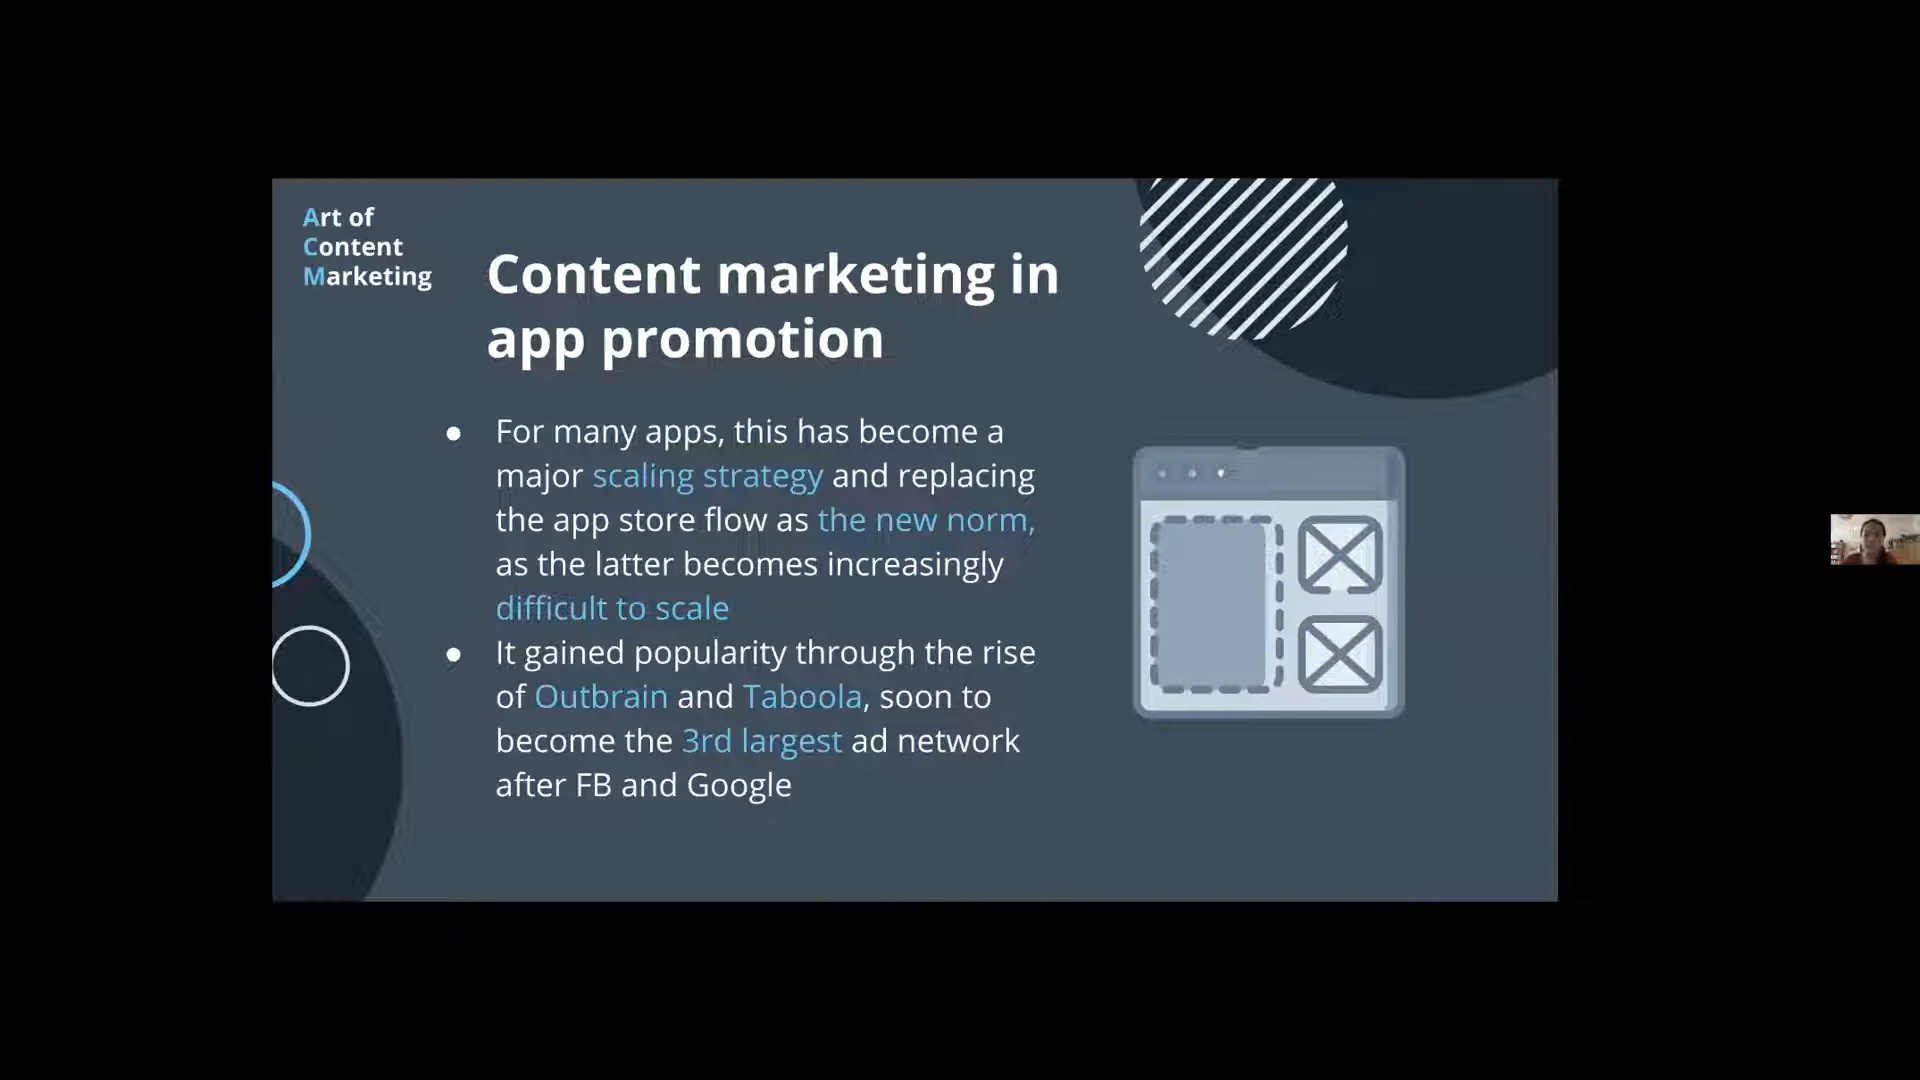 Art of
Content
Marketing
Content marketing in
app promotion
● For many apps, this has become a
major scaling strategy and replacing
the app store flow as the new norm,
as the latter becomes increasingly
difficult to scale
● It gained popularity through the rise
of Outbrain and Taboola, soon to
become the 3rd largest ad network
after FB and Google